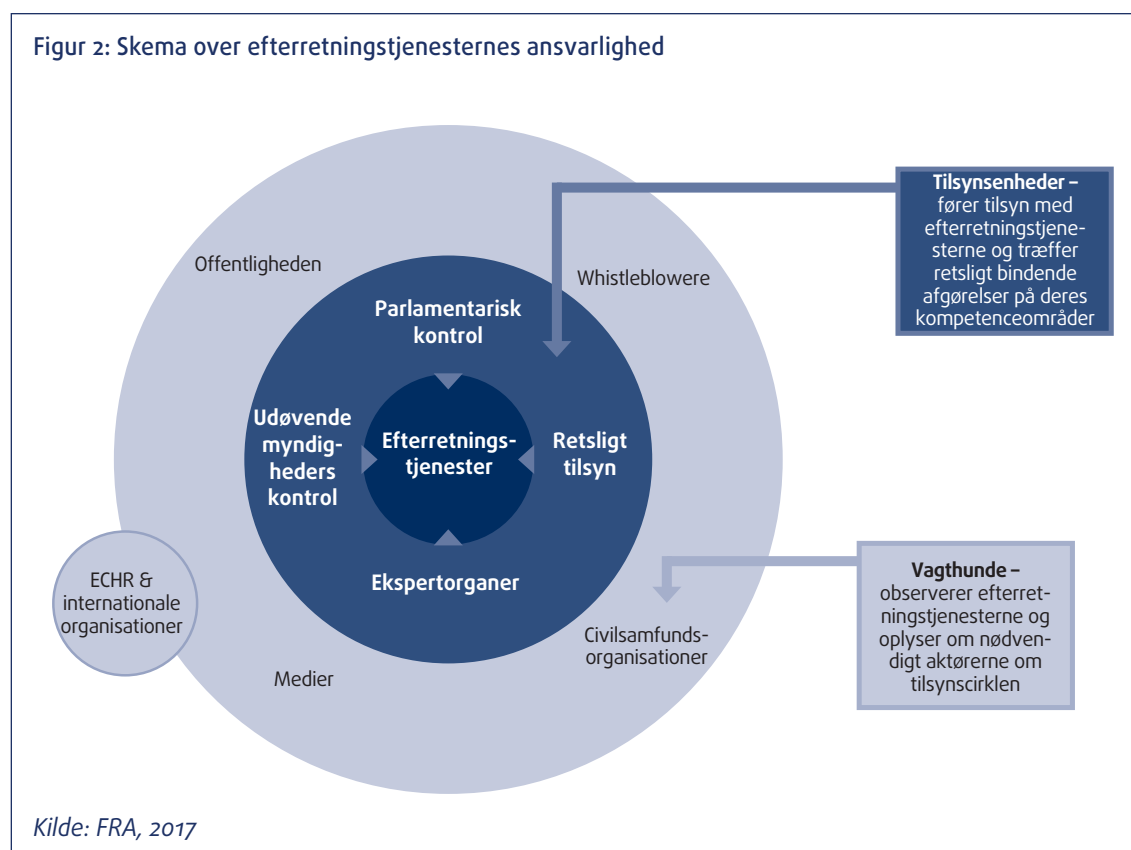 Figur 2: Skema over efterretningstjenesternes ansvarlighed
Offentligheden
Whistleblowere
Parlamentarisk
kontrol
Udøvende
myndig-
heders
kontrol
Efterretnings-
tjenester
Retsligt
tilsyn
Ekspertorganer
ECHR &
internationale
organisationer
Medier
Civilsamfunds-
organisationer
Tilsynsenheder –
fører tilsyn med
efterretningstjene-
sterne og træffer
retsligt bindende
afgørelser på deres
kompetenceområder
Vagthunde –
observerer efterret-
ningstjenesterne og
oplyser om nødven-
digt aktørerne om
tilsynscirklen
Kilde: FRA, 2017